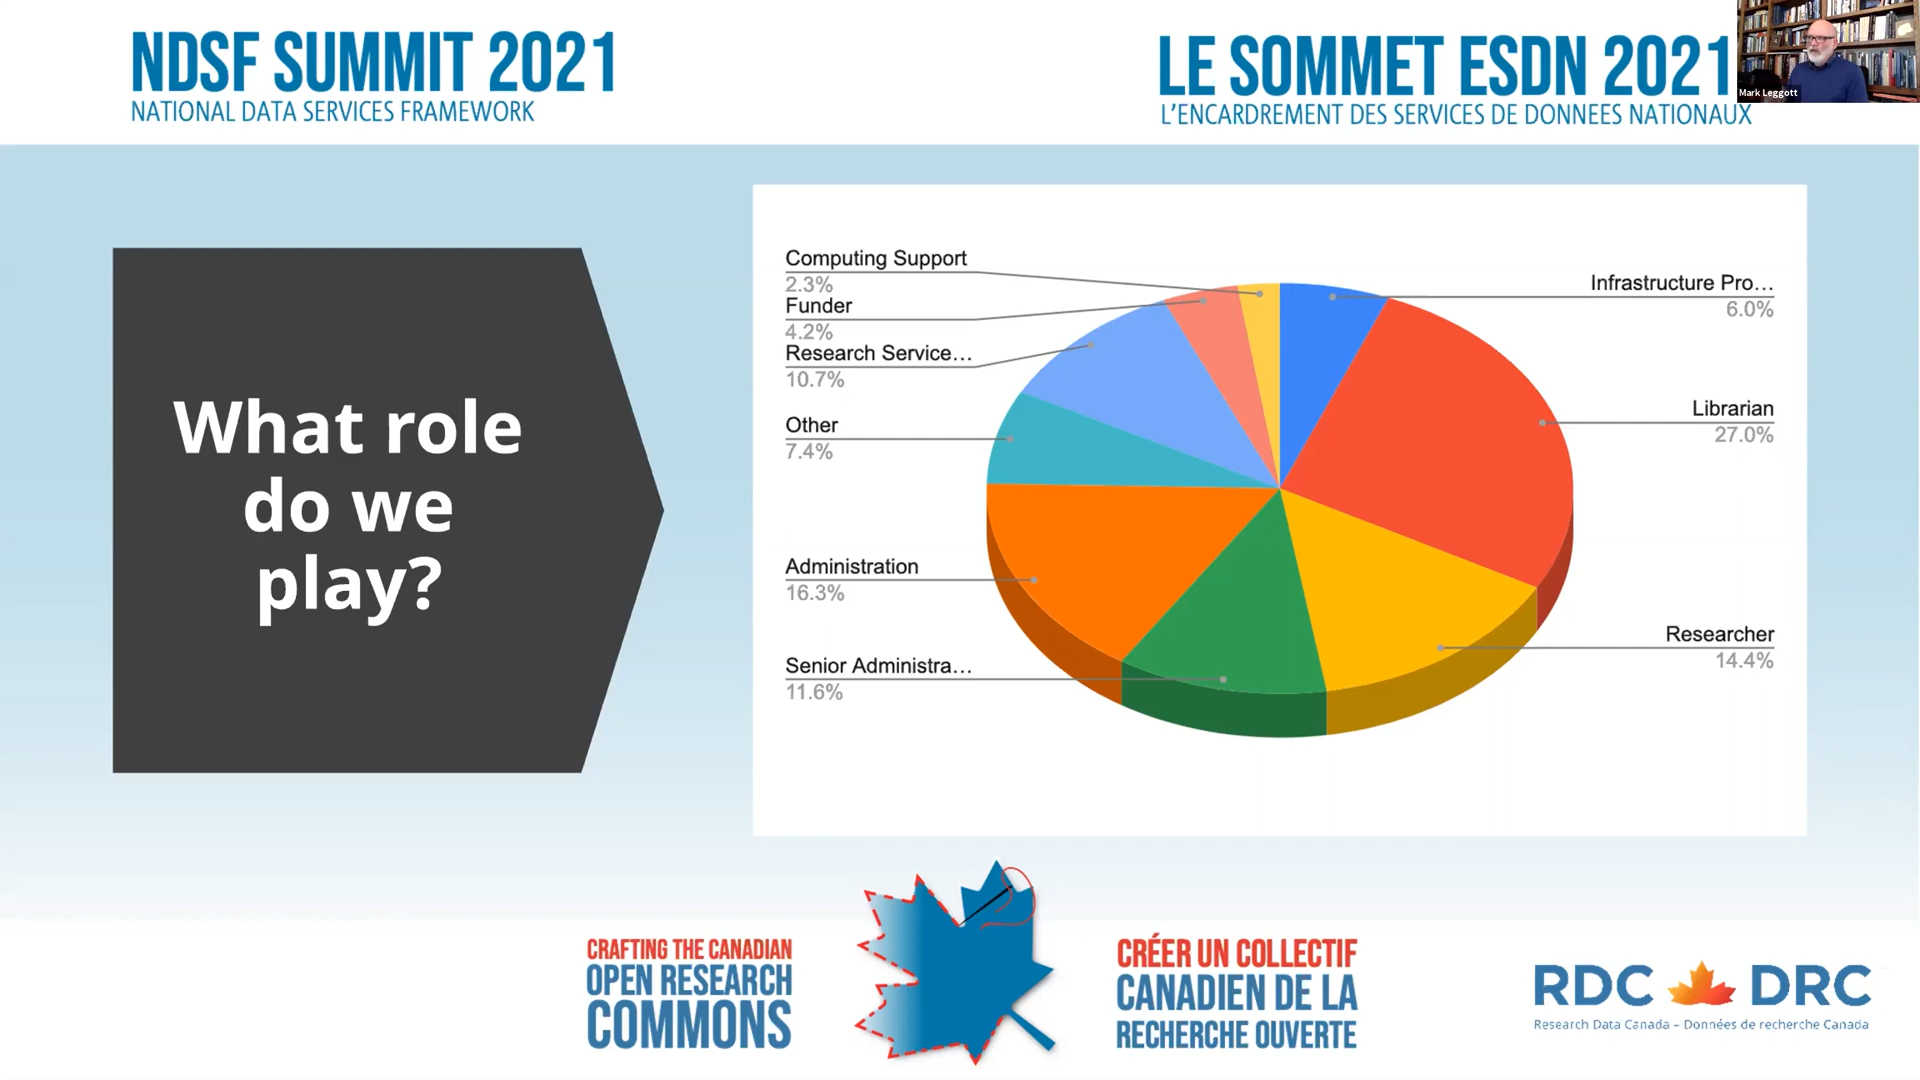 NDSF SUMMIT 2021
NATIONAL DATA SERVICES FRAMEWORK
LE SOMMET ESDN 2021
L'ENCARDREMENT DES SERVICES DE DONNEES NATIONAUX
Mark Leggott
What role
do we
play?
Computing Support
2.3%
Funder
4.2%
Research Service...
10.7%
Other
7.4%
Administration
16.3%
Senior Administra...
11.6%
Infrastructure Pro...
6.0%
Librarian
27.0%
Researcher
14.4%
CRAFTING THE CANADIAN
OPEN RESEARCH
COMMONS
CRÉER UN COLLECTIF
CANADIEN DE LA
RECHERCHE OUVERTE
RDC DRC
Research Data Canada – Données de recherche Canada